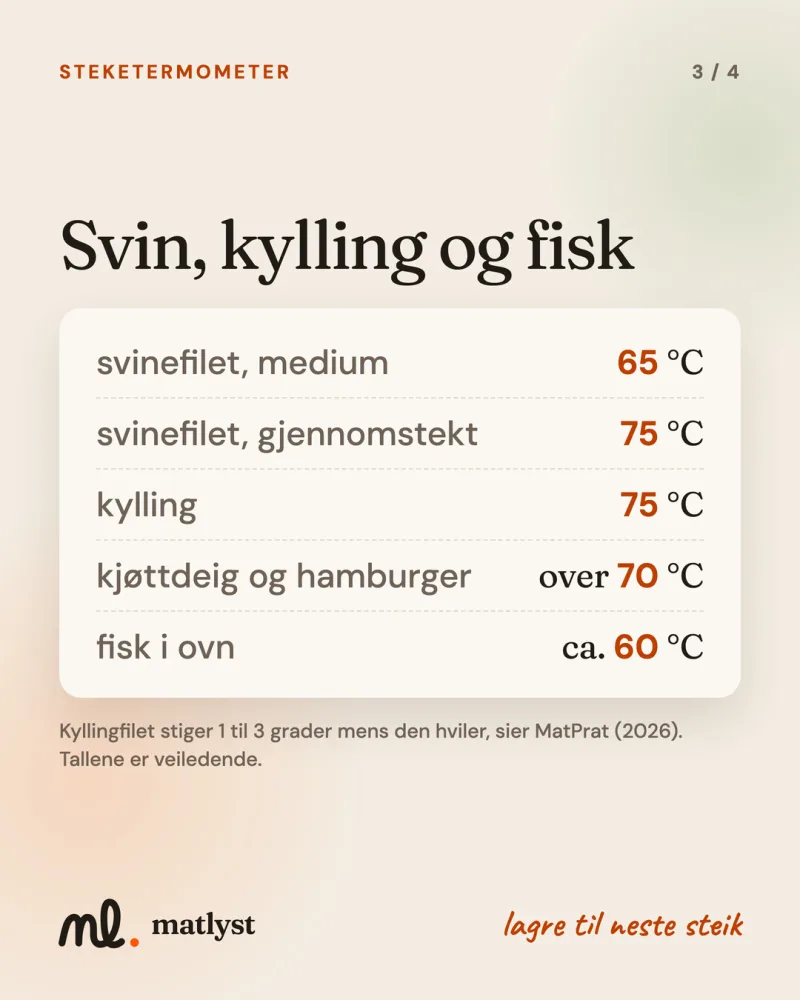 STEKETERMOMETER 3 / 4
Svin, kylling og fisk
svinefilet, medium 65 °C
svinefilet, gjennomstekt 75 °C
kylling 75 °C
kjøttdeig og hamburger over 70 °C
fisk i ovn ca. 60 °C
Kyllingfilet stiger 1 til 3 grader mens den hviler, sier MatPrat (2026).
Tallene er veiledende.
ml. matlyst lagre til neste steik